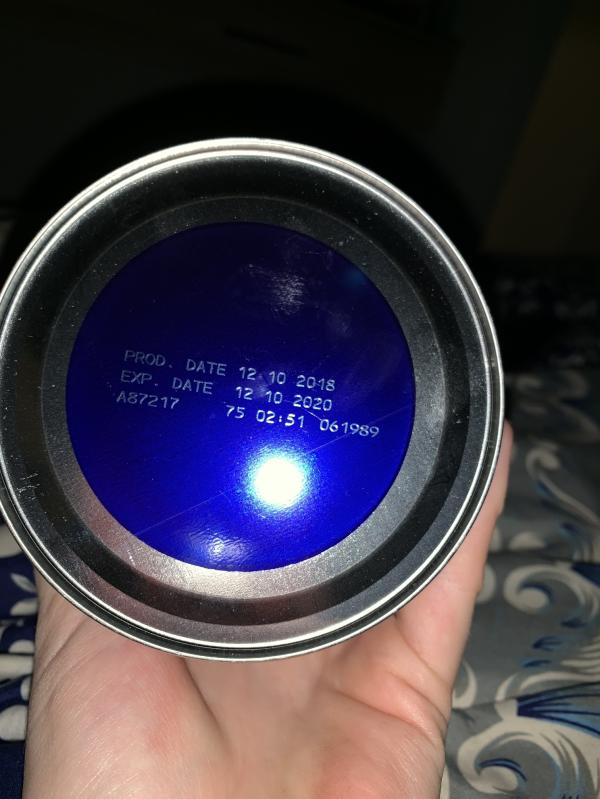 PROD. DATE 12 10 2018
EXP. DATE 12 10 2020
A87217 75 02:51 061989